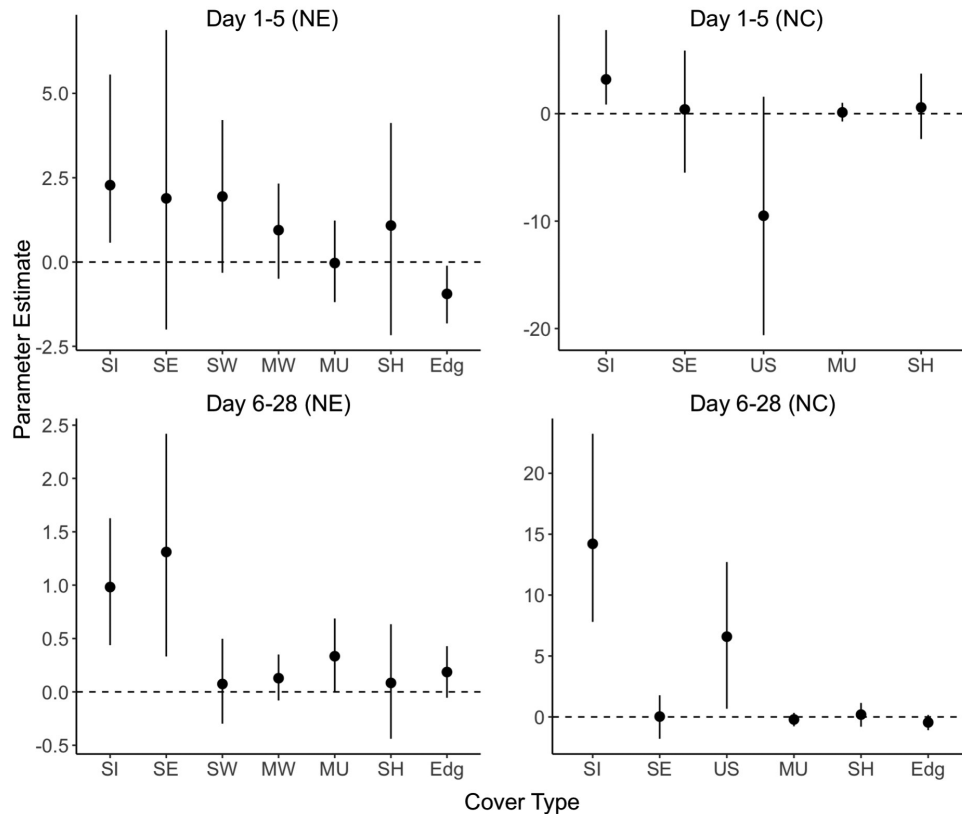 Day 1-5 (NE)
5.0
2.5
0.0
-2.5
SI SE SW MW MU SH Edg
Day 1-5 (NC)
0
-10
-20
SI SE US MU SH
Parameter Estimate
Day 6-28 (NE)
2.5
2.0
1.5
1.0
0.5
0.0
-0.5
SI SE SW MW MU SH Edg
Day 6-28 (NC)
20
15
10
5
0
SI SE US MU SH Edg
Cover Type